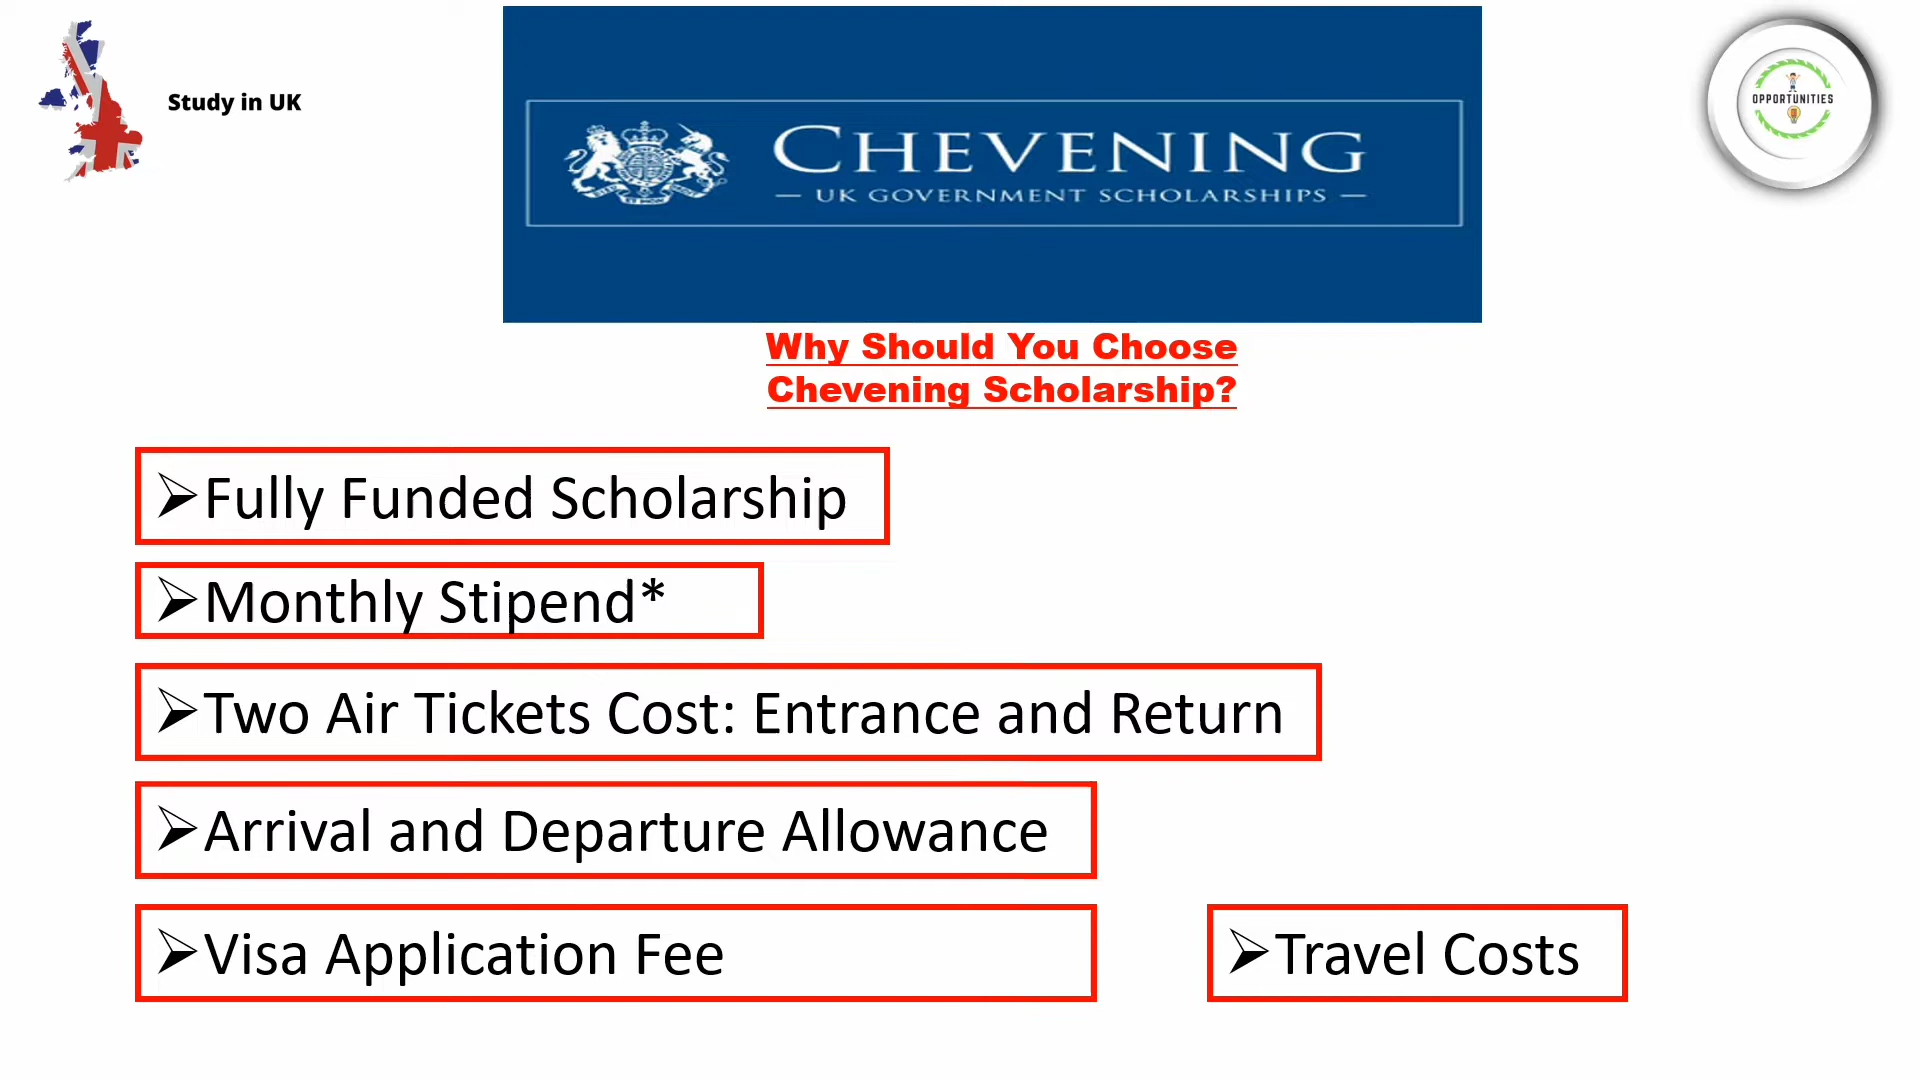 Study in UK
CHEVENING
— UK GOVERNMENT SCHOLARSHIPS —
OPPORTUNITIES
Why Should You Choose
Chevening Scholarship?
➢Fully Funded Scholarship
➢Monthly Stipend*
➢Two Air Tickets Cost: Entrance and Return
➢Arrival and Departure Allowance
➢Visa Application Fee
➢Travel Costs